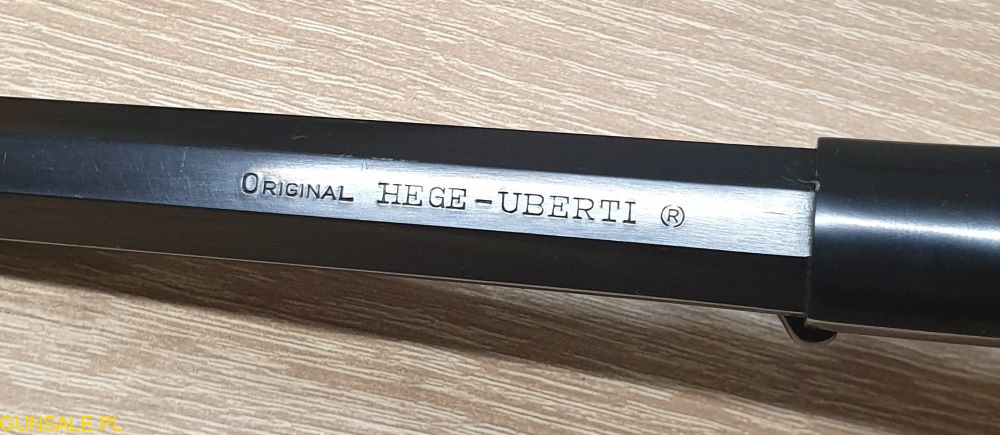 ORIGINAL HEGE-UBERTI ®
GUNSALE.PL